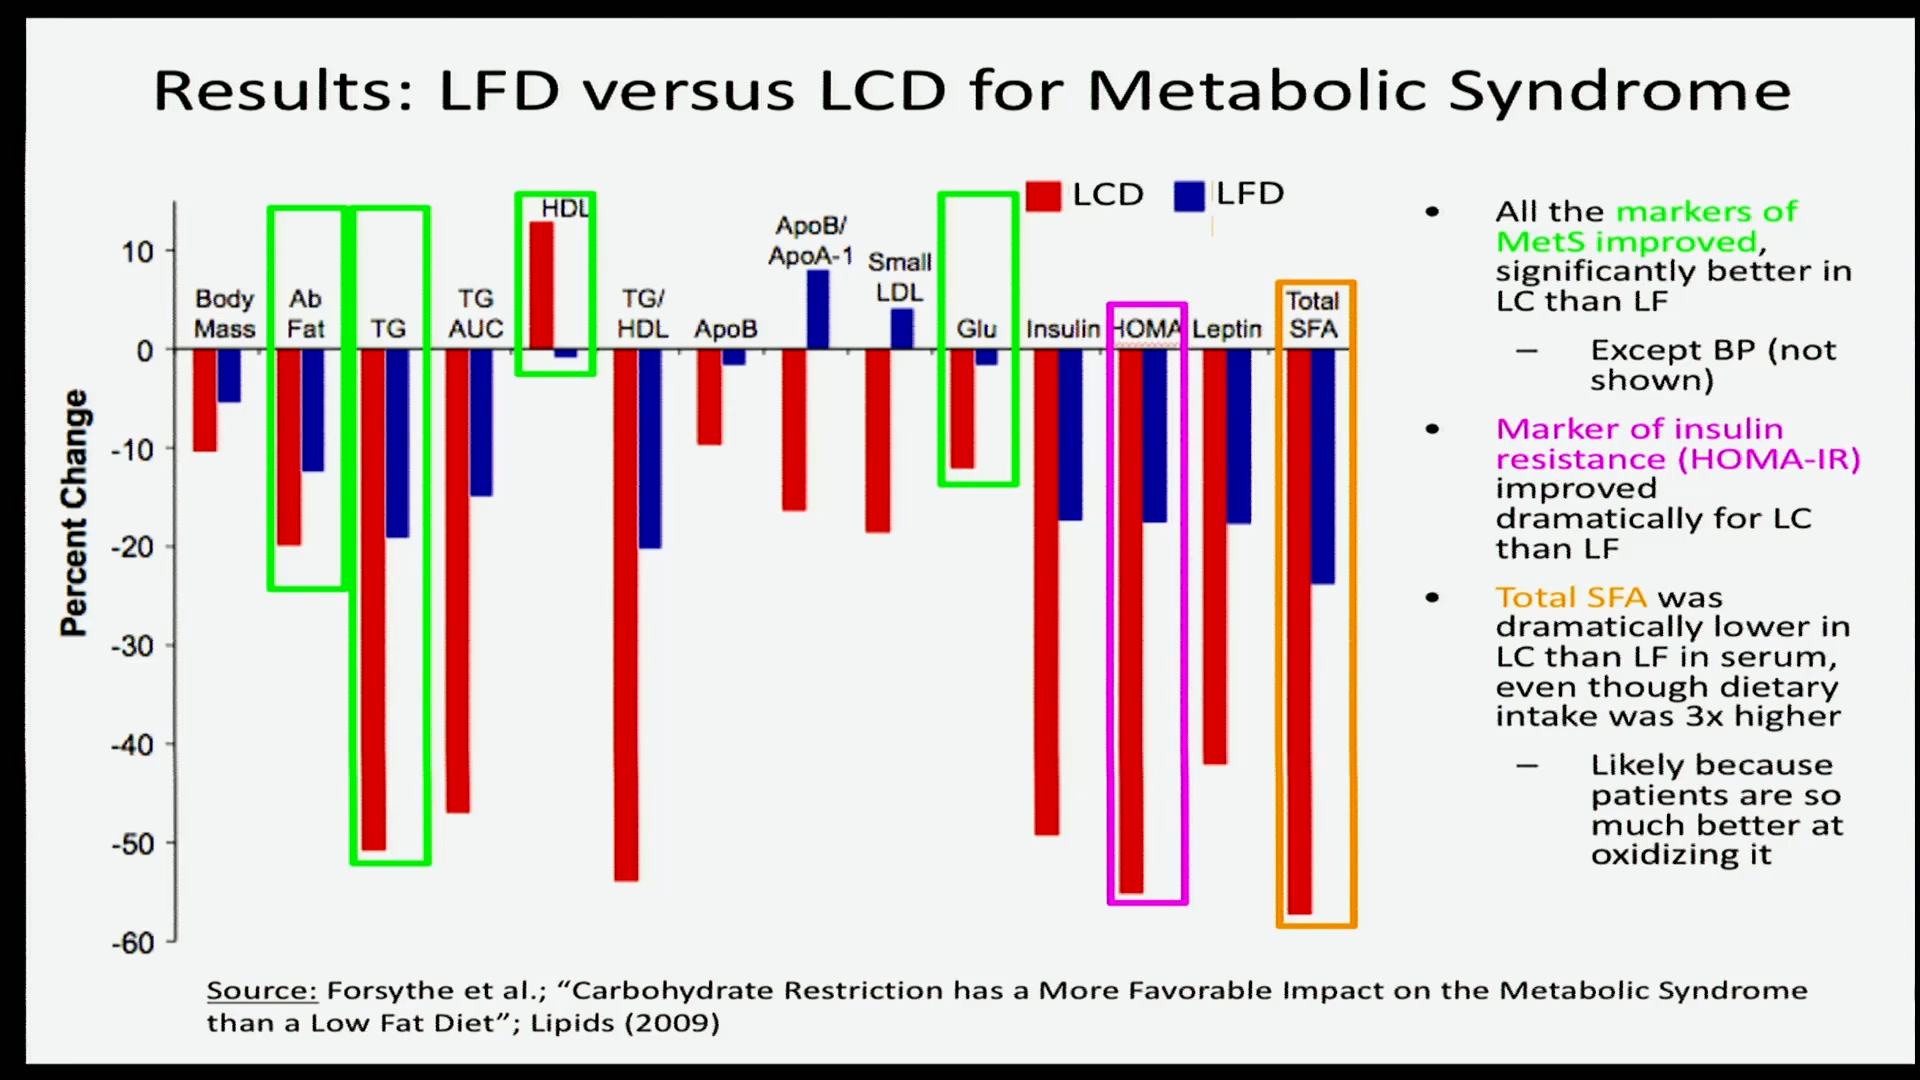 Results: LFD versus LCD for Metabolic Syndrome
LCD LFD
Percent Change
10
0
-10
-20
-30
-40
-50
-60
Body
Mass
Ab
Fat
TG
TG
AUC
HDL
TG/
HDL
ApoB
ApoB/
ApoA-1
Small
LDL
Glu
Insulin
HOMA
Leptin
Total
SFA
• All the markers of
MetS improved,
significantly better in
LC than LF
– Except BP (not
shown)
• Marker of insulin
resistance (HOMA-IR)
improved
dramatically for LC
than LF
• Total SFA was
dramatically lower in
LC than LF in serum,
even though dietary
intake was 3x higher
– Likely because
patients are so
much better at
oxidizing it
Source: Forsythe et al.; “Carbohydrate Restriction has a More Favorable Impact on the Metabolic Syndrome
than a Low Fat Diet”; Lipids (2009)